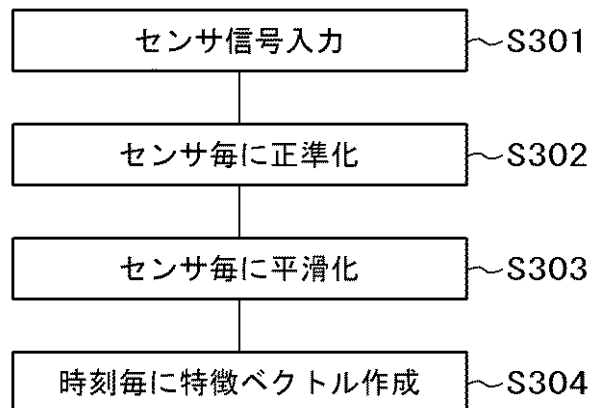 センサ信号入力 S301
センサ毎に正準化 S302
センサ毎に平滑化 S303
時刻毎に特徴ベクトル作成 S304